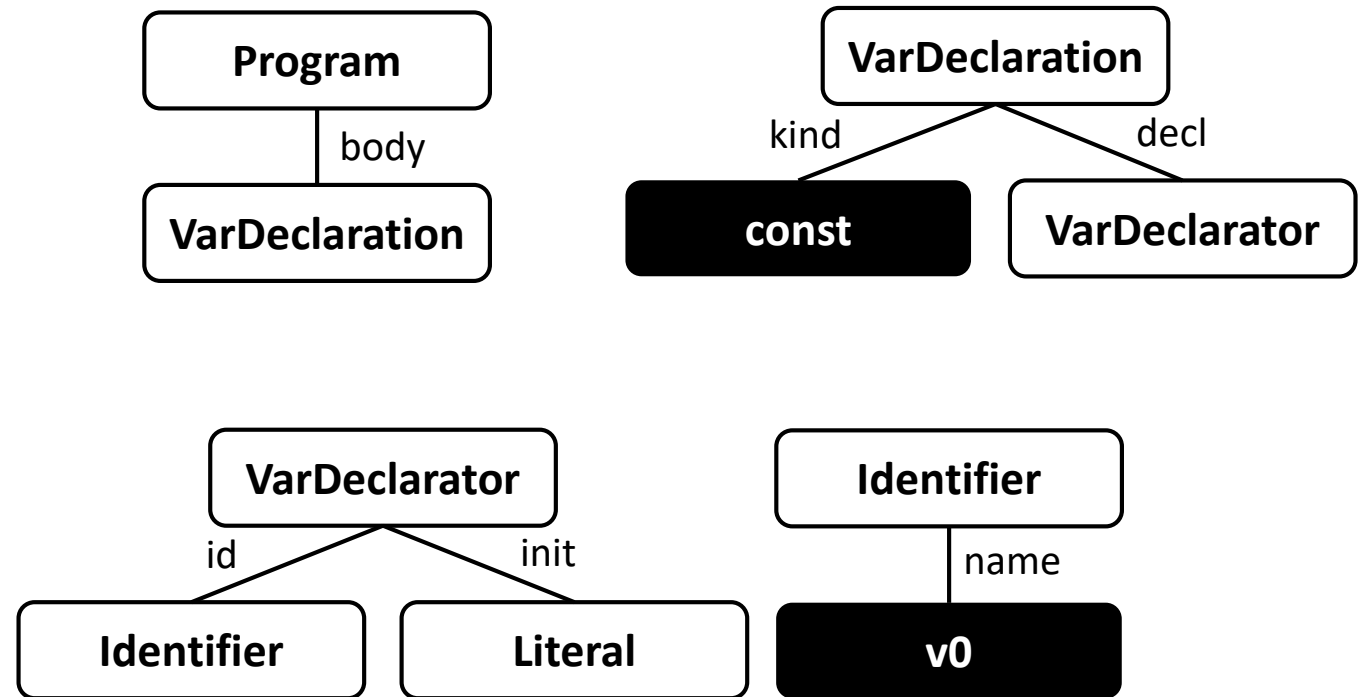 Program
body
VarDeclaration
VarDeclaration
kind
decl
const
VarDeclarator
VarDeclarator
id
init
Identifier
Literal
Identifier
name
v0